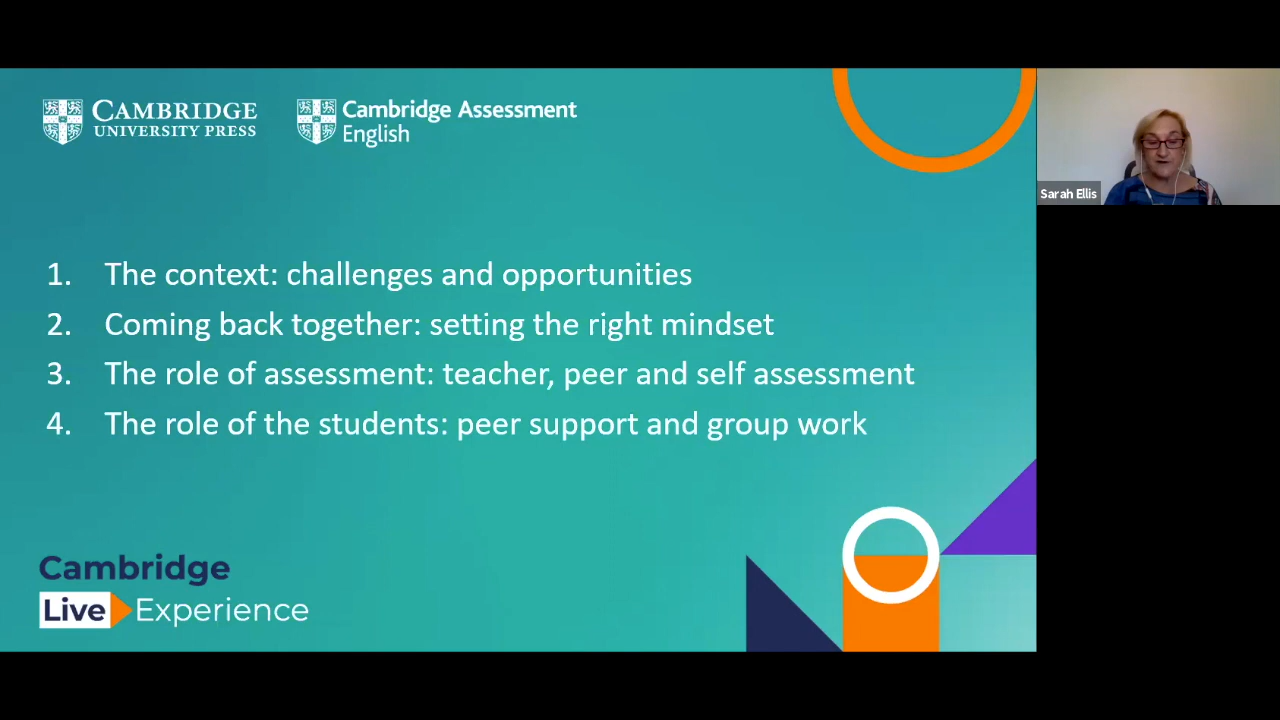 CAMBRIDGE
UNIVERSITY PRESS
Cambridge Assessment
English
Sarah Ellis
1. The context: challenges and opportunities
2. Coming back together: setting the right mindset
3. The role of assessment: teacher, peer and self assessment
4. The role of the students: peer support and group work
Cambridge
Live Experience